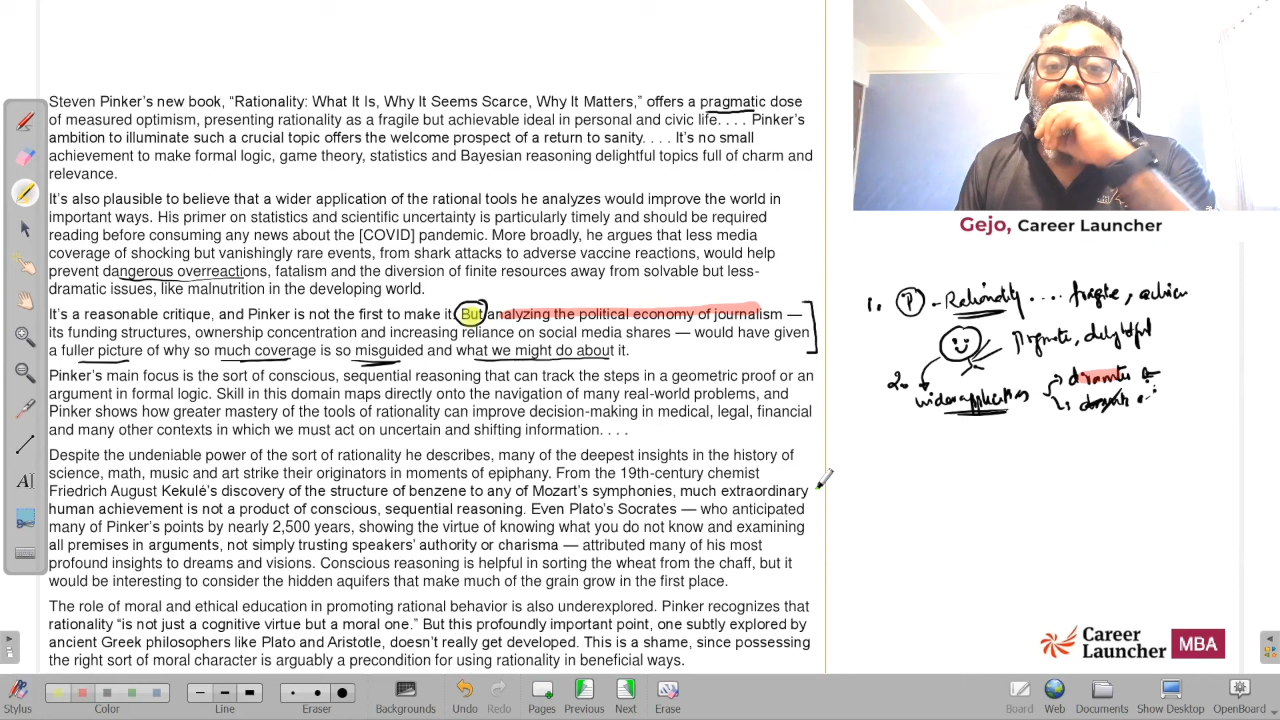 Steven Pinker's new book, "Rationality: What It Is, Why It Seems Scarce, Why It Matters," offers a pragmatic dose
of measured optimism, presenting rationality as a fragile but achievable ideal in personal and civic life. . . . Pinker's
ambition to illuminate such a crucial topic offers the welcome prospect of a return to sanity. . . . It's no small
achievement to make formal logic, game theory, statistics and Bayesian reasoning delightful topics full of charm and
relevance.
It's also plausible to believe that a wider application of the rational tools he analyzes would improve the world in
important ways. His primer on statistics and scientific uncertainty is particularly timely and should be required
reading before consuming any news about the [COVID] pandemic. More broadly, he argues that less media
coverage of shocking but vanishingly rare events, from shark attacks to adverse vaccine reactions, would help
prevent dangerous overreactions, fatalism and the diversion of finite resources away from solvable but less-
dramatic issues, like malnutrition in the developing world.
It's a reasonable critique, and Pinker is not the first to make it. But analyzing the political economy of journalism —
its funding structures, ownership concentration and increasing reliance on social media shares — would have given
a fuller picture of why so much coverage is so misguided and what we might do about it.
Pinker's main focus is the sort of conscious, sequential reasoning that can track the steps in a geometric proof or an
argument in formal logic. Skill in this domain maps directly onto the navigation of many real-world problems, and
Pinker shows how greater mastery of the tools of rationality can improve decision-making in medical, legal, financial
and many other contexts in which we must act on uncertain and shifting information. . . .
Despite the undeniable power of the sort of rationality he describes, many of the deepest insights in the history of
science, math, music and art strike their originators in moments of epiphany. From the 19th-century chemist
Friedrich August Kekulé's discovery of the structure of benzene to any of Mozart's symphonies, much extraordinary
human achievement is not a product of conscious, sequential reasoning. Even Plato's Socrates — who anticipated
many of Pinker's points by nearly 2,500 years, showing the virtue of knowing what you do not know and examining
all premises in arguments, not simply trusting speakers' authority or charisma — attributed many of his most
profound insights to dreams and visions. Conscious reasoning is helpful in sorting the wheat from the chaff, but it
would be interesting to consider the hidden aquifers that make much of the grain grow in the first place.
The role of moral and ethical education in promoting rational behavior is also underexplored. Pinker recognizes that
rationality "is not just a cognitive virtue but a moral one." But this profoundly important point, one subtly explored by
ancient Greek philosophers like Plato and Aristotle, doesn't really get developed. This is a shame, since possessing
the right sort of moral character is arguably a precondition for using rationality in beneficial ways.
Gejo, Career Launcher
1. P - Rationality .... fragile,
delightful
2. wider application
Career
Launcher MBA
Stylus Color Line Eraser Backgrounds Undo Redo Pages Previous Next Erase Board Web Documents Show Desktop OpenBoard